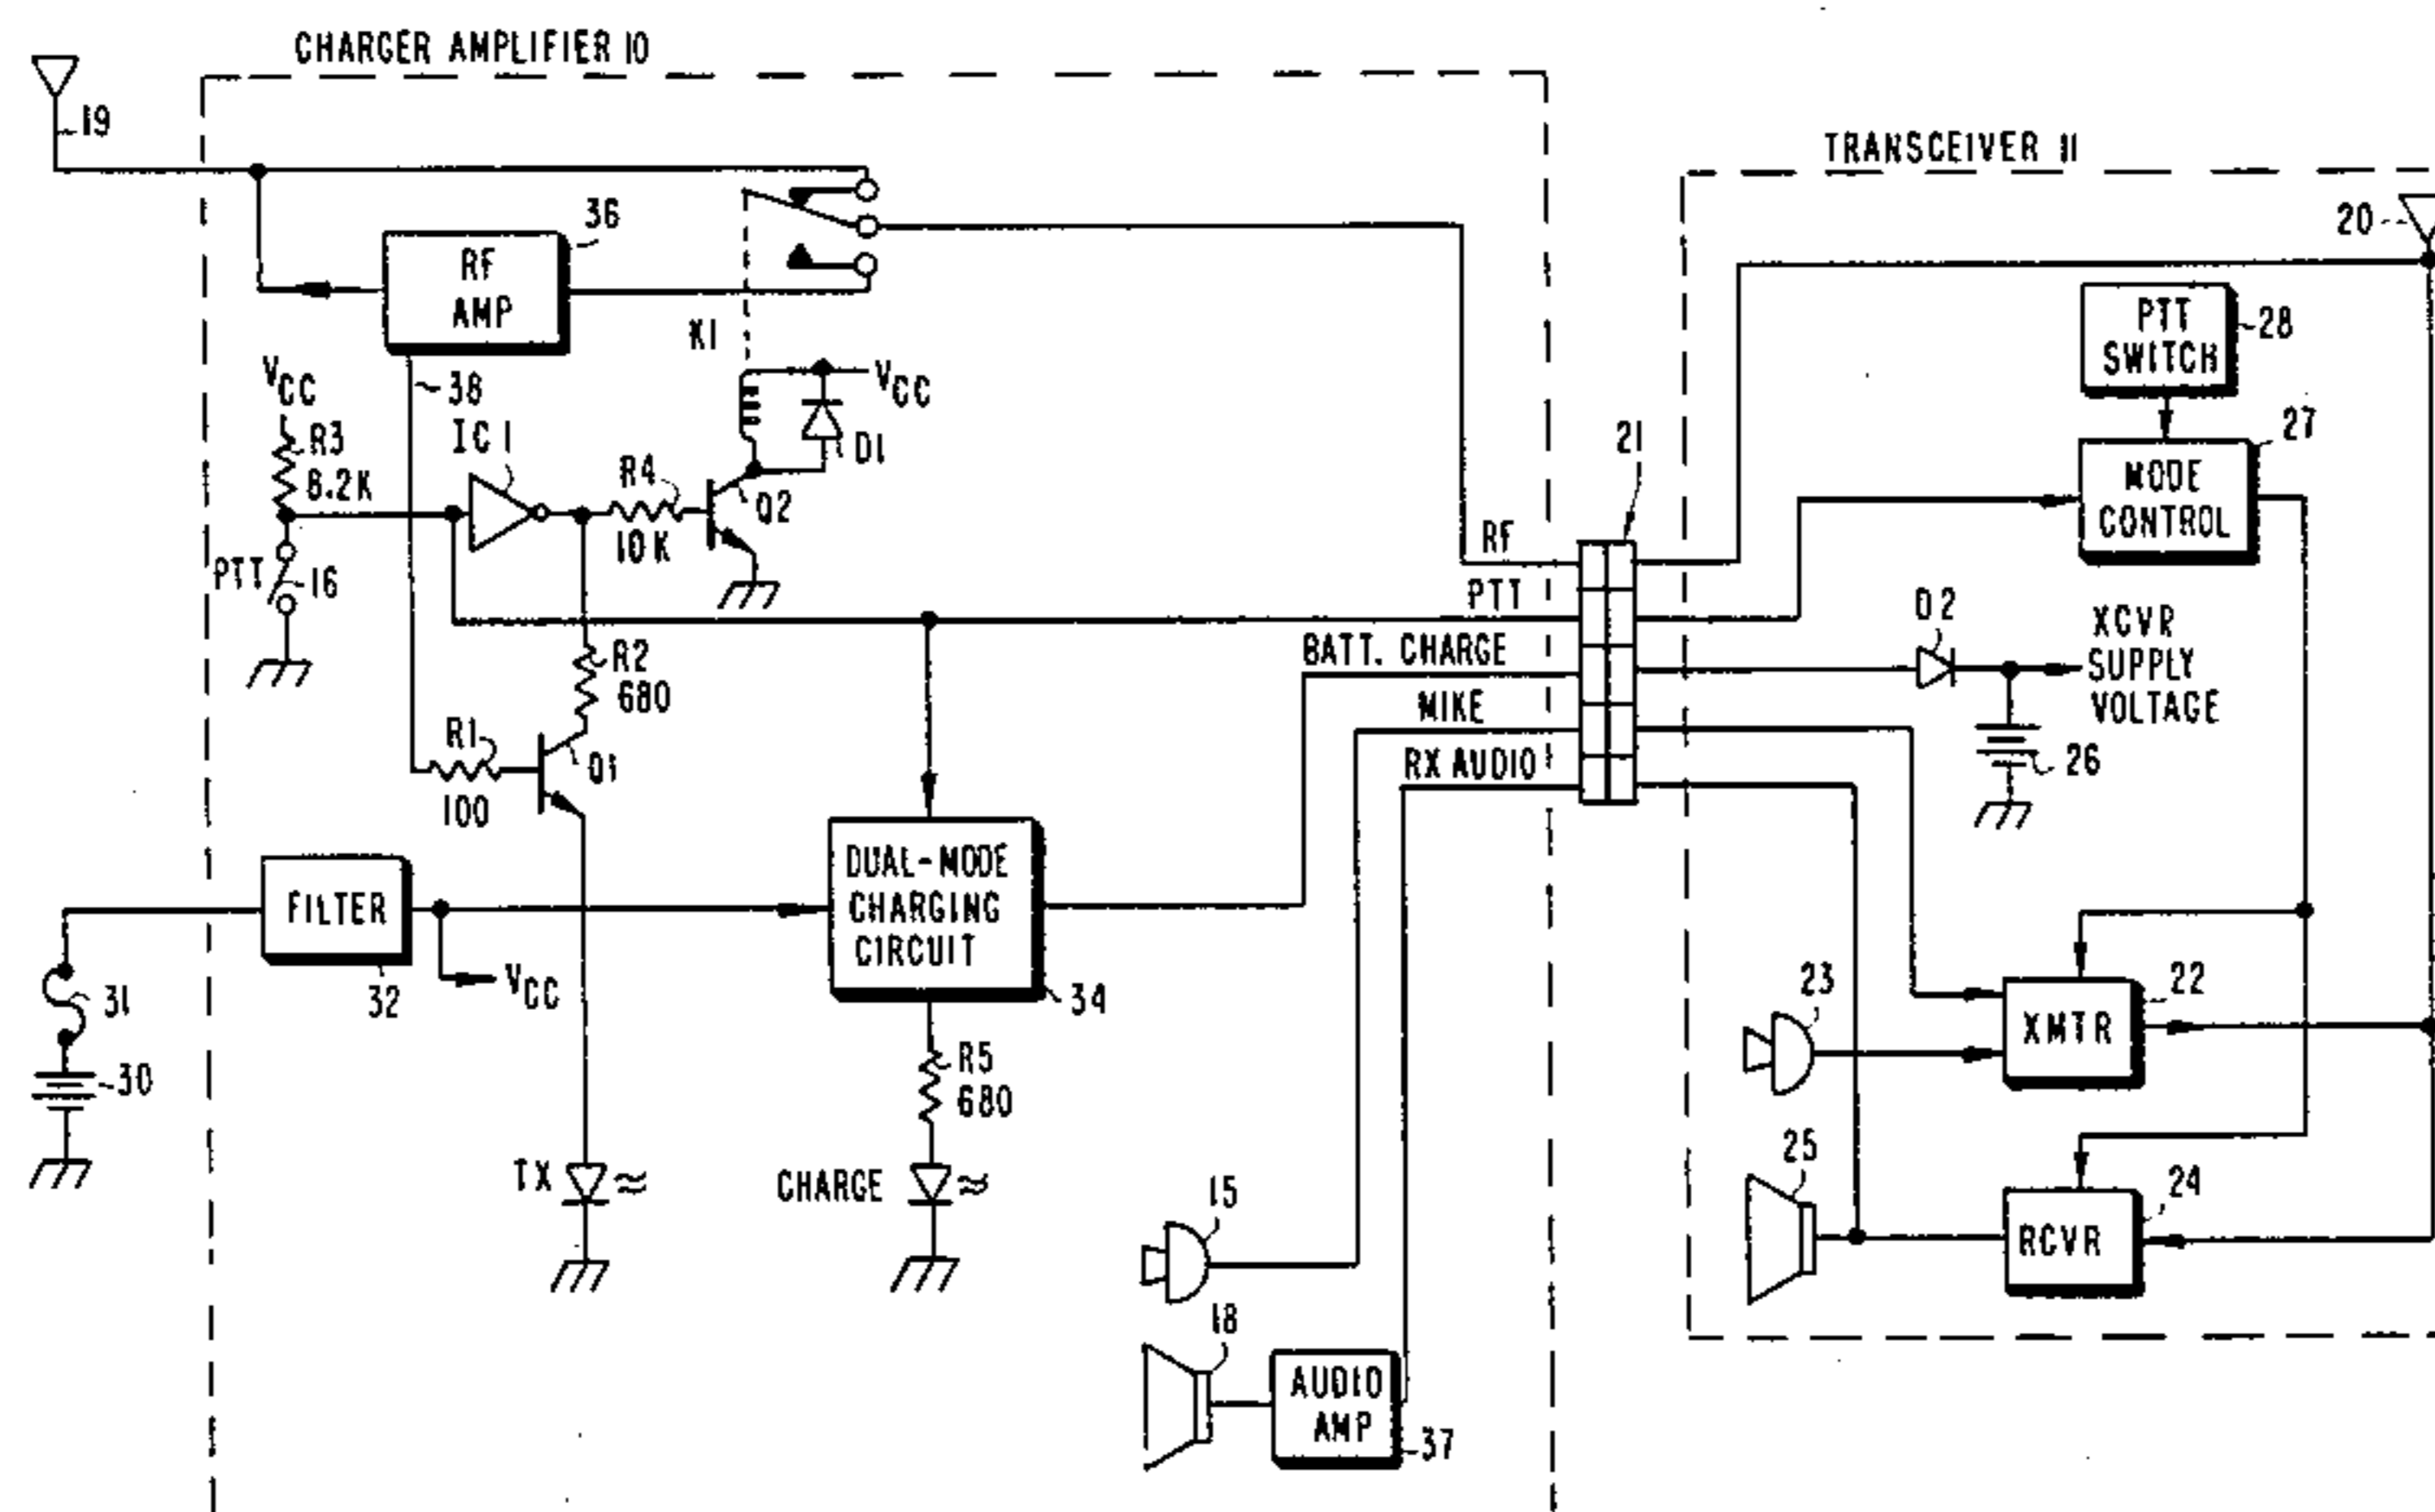 CHARGER AMPLIFIER 10
19
TRANSCEIVER 11
36
RF
AMP
20
PTT
SWITCH
28
K1
VCC
38
VCC
R3
8.2K
IC1
D1
R4
10K
Q2
21
27
MODE
CONTROL
RF
PTT
16
PTT
D2
XCVR
SUPPLY
VOLTAGE
BATT. CHARGE
R2
680
MIKE
26
R1
100
Q1
RX AUDIO
FILTER
32
DUAL-MODE
CHARGING
CIRCUIT
34
VCC
31
30
23
22
XMTR
R5
680
TX
CHARGE
15
25
24
RCVR
18
AUDIO
AMP
37